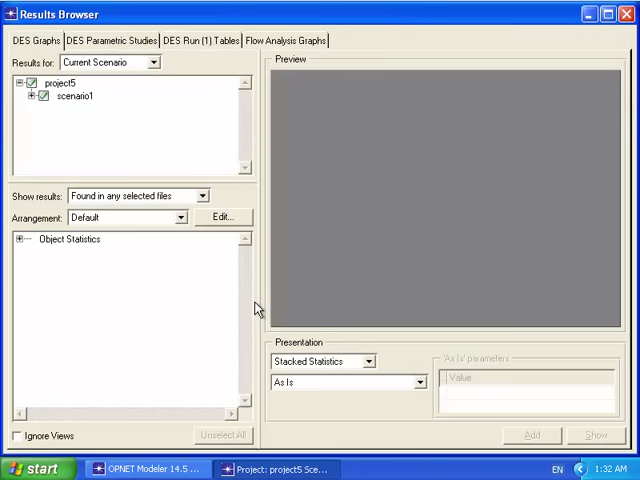 Results Browser
DES Graphs DES Parametric Studies DES Run (1) Tables Flow Analysis Graphs
Results for: Current Scenario
project5
scenario1
Show results: Found in any selected files
Arrangement: Default Edit...
Object Statistics
Ignore Views Unselect All
Preview
Presentation
Stacked Statistics
As Is
'As Is' parameters
Value
Add Show
start OPNET Modeler 14.5 ... Project: project5 Sce... EN 1:32 AM